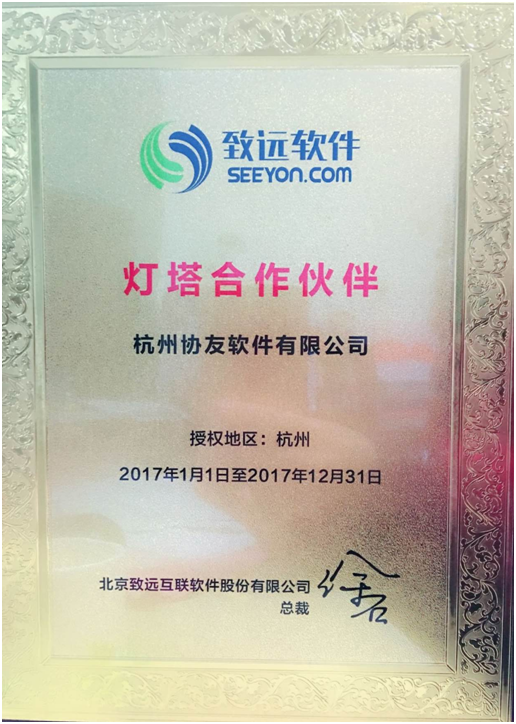 致远软件
SEEYON.COM
灯塔合作伙伴
杭州协友软件有限公司
授权地区：杭州
2017年1月1日至2017年12月31日
北京致远互联软件股份有限公司
总裁